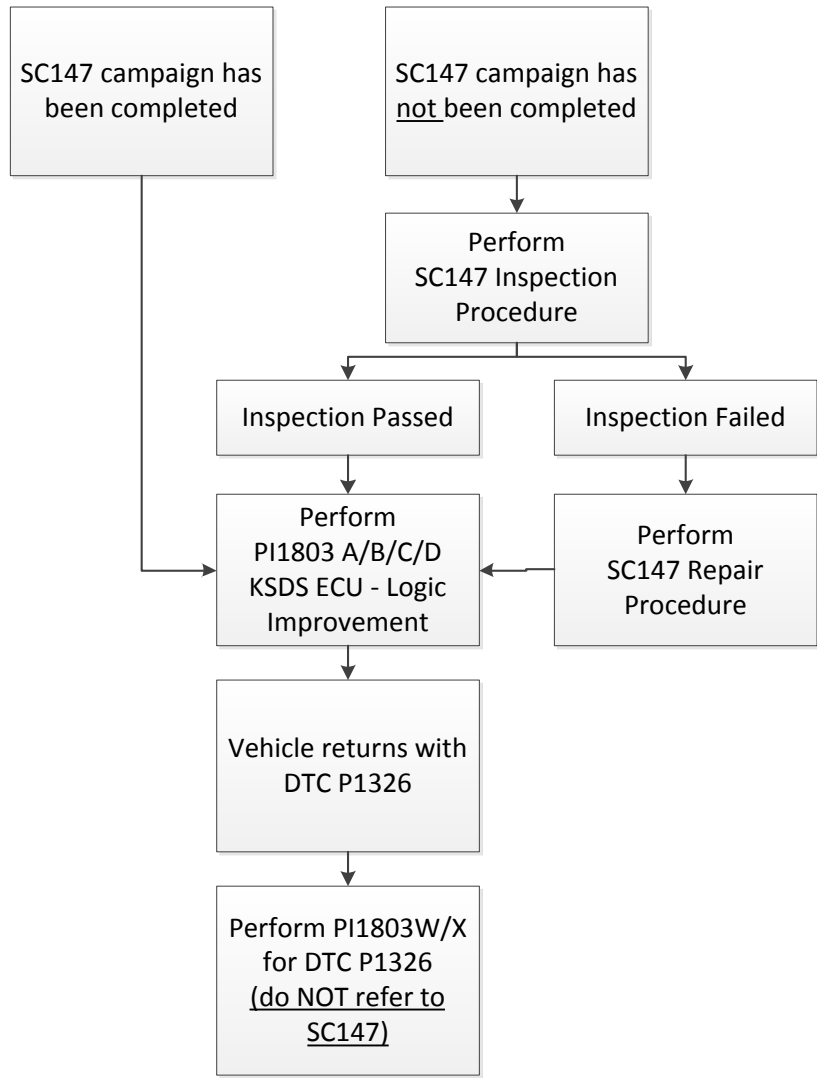 SC147 campaign has
been completed
SC147 campaign has
not been completed
Perform
SC147 Inspection
Procedure
Inspection Passed
Inspection Failed
Perform
PI1803 A/B/C/D
KSDS ECU - Logic
Improvement
Perform
SC147 Repair
Procedure
Vehicle returns with
DTC P1326
Perform PI1803W/X
for DTC P1326
(do NOT refer to
SC147)